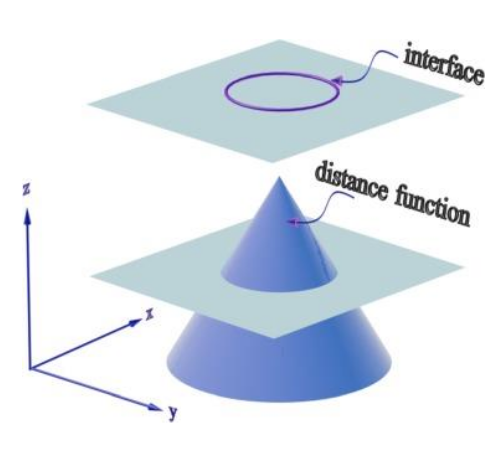 interface
distance function
z
x
y